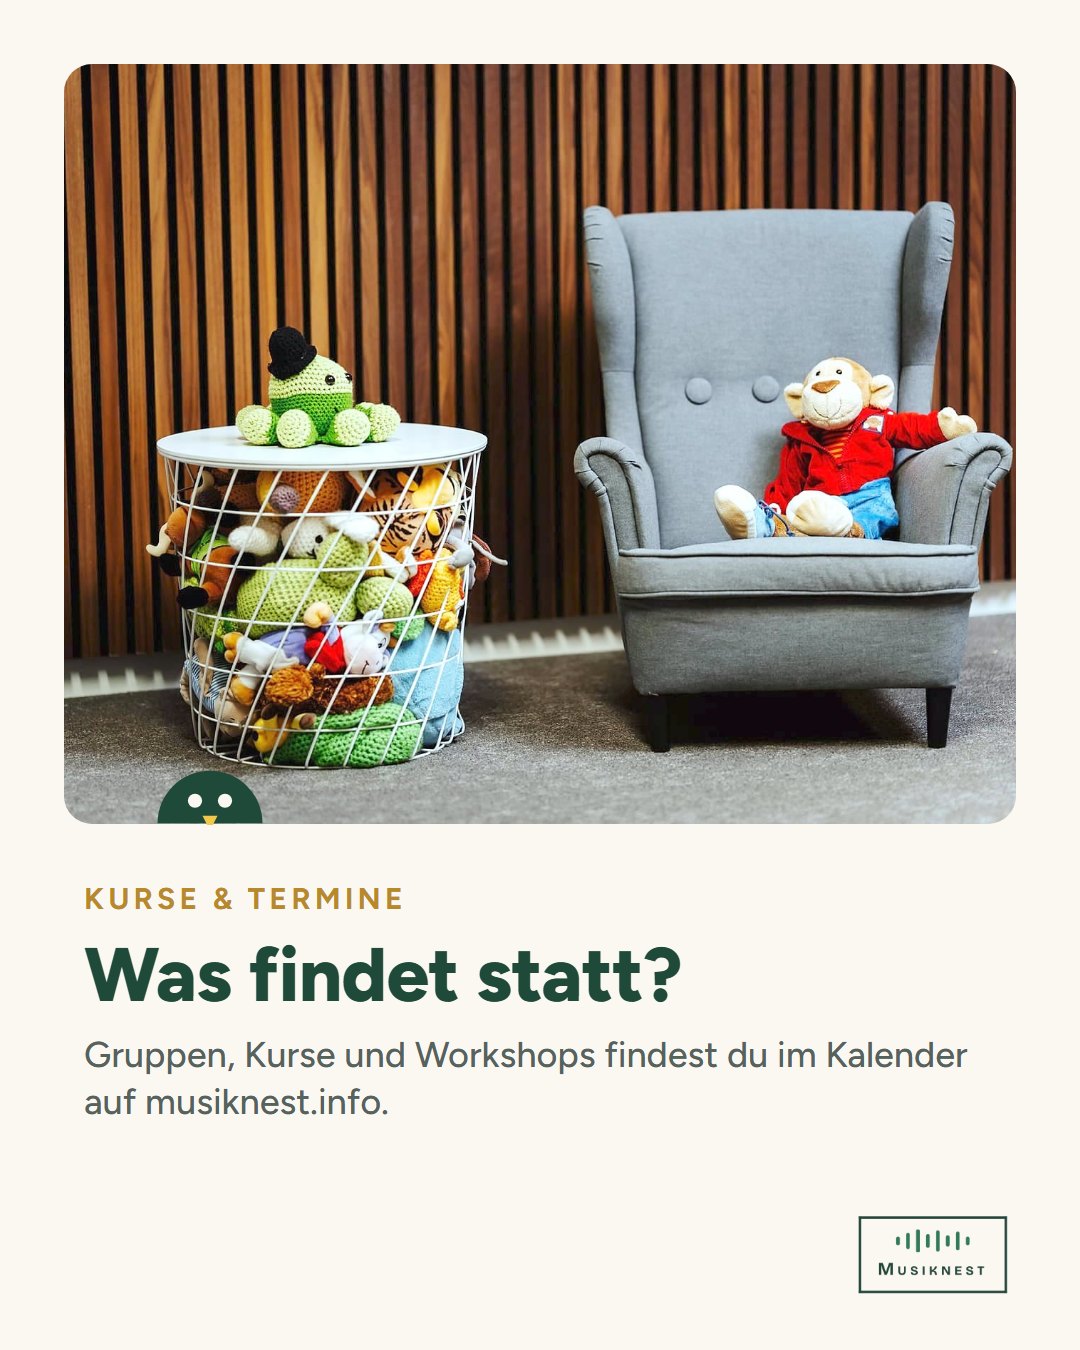 KURSE & TERMINE
Was findet statt?
Gruppen, Kurse und Workshops findest du im Kalender
auf musiknest.info.
MUSIKNEST